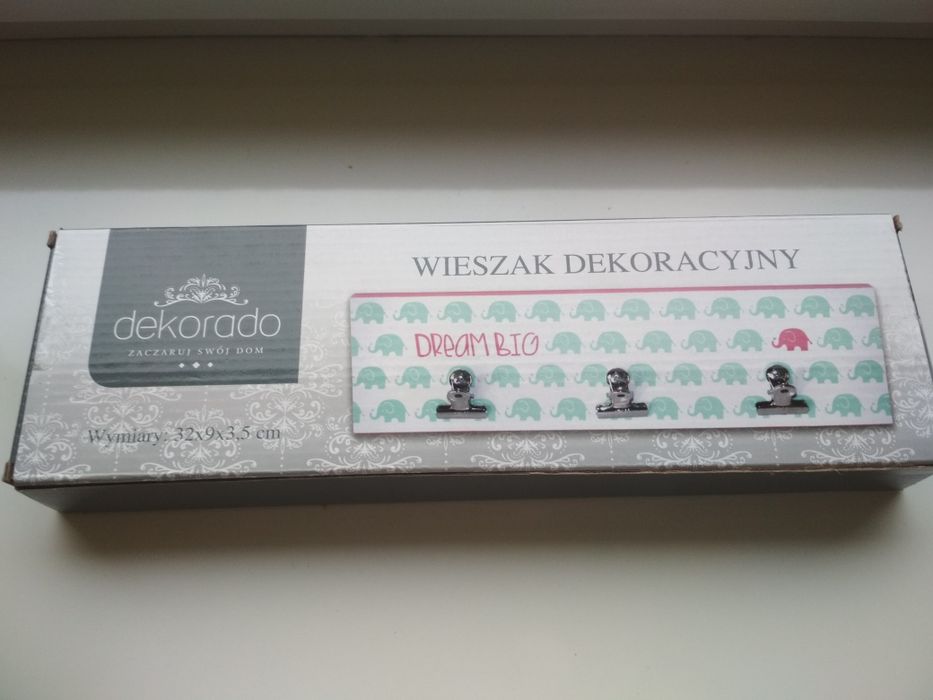 WIESZAK DEKORACYJNY
dekorado
ZACZARUJ SWÓJ DOM
DREAM BIG
Wymiary: 32x9x3,5 cm